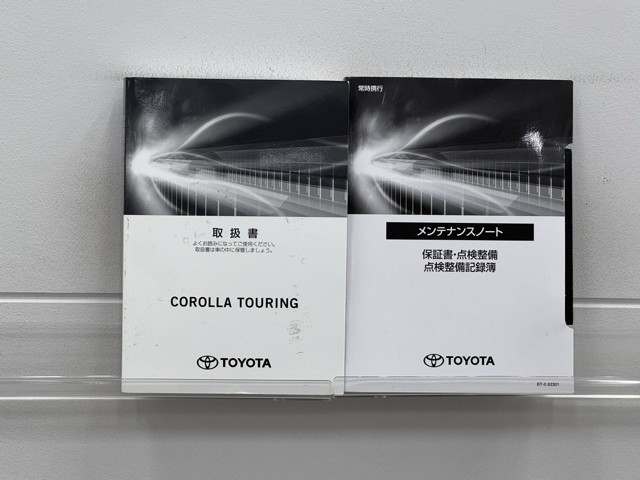 取扱書
よくお読みになってご使用ください。
取扱書は車の中に保管しましょう。
COROLLA TOURING
TOYOTA
常時携行
メンテナンスノート
保証書・点検整備
点検整備記録簿
TOYOTA